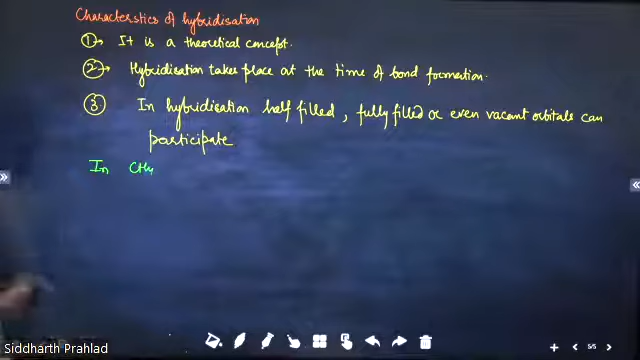 Characterstics of hybridisation
① → It is a theoretical concept.
② → Hybridisation takes place at the time of bond formation.
③ In hybridisation half filled, fully filled or even vacant orbitals can
participate
In CH4
Siddharth Prahlad
5/5